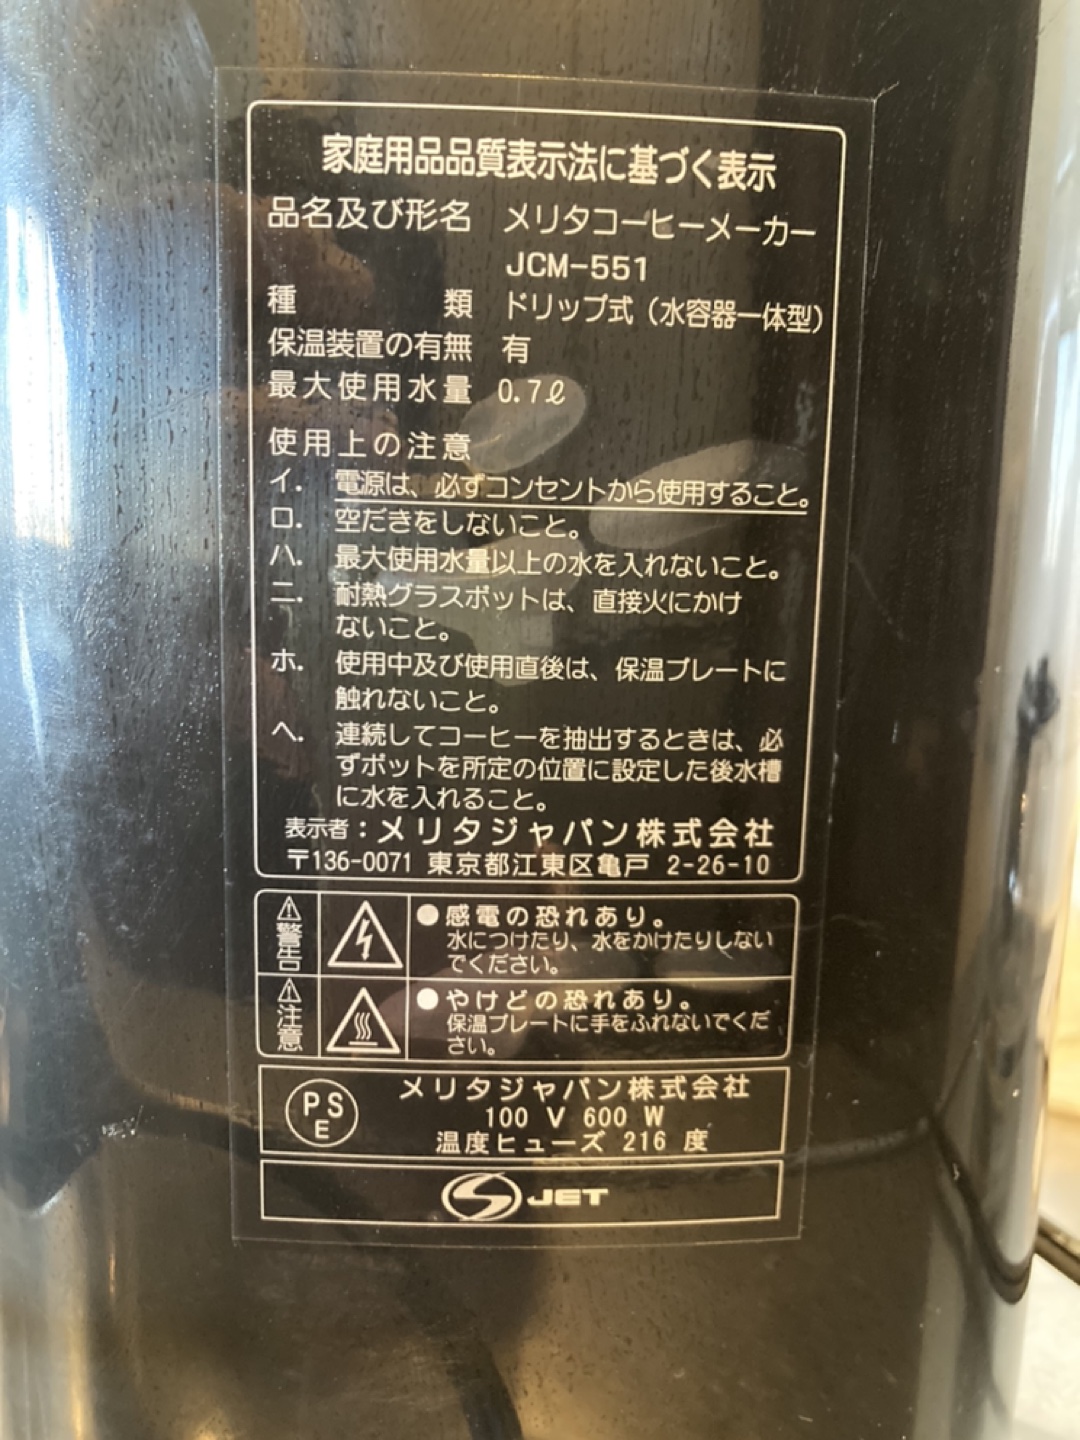 家庭用品品質表示法に基づく表示
品名及び形名 メリタコーヒーメーカー
JCM-551
種類 ドリップ式（水容器一体型）
保温装置の有無 有
最大使用水量 0.7ℓ
使用上の注意
イ. 電源は、必ずコンセントから使用すること。
ロ. 空だきをしないこと。
ハ. 最大使用水量以上の水を入れないこと。
ニ. 耐熱グラスポットは、直接火にかけ
ないこと。
ホ. 使用中及び使用直後は、保温プレートに
触れないこと。
ヘ. 連続してコーヒーを抽出するときは、必
ずポットを所定の位置に設定した後水槽
に水を入れること。
表示者：メリタジャパン株式会社
〒136-0071 東京都江東区亀戸 2-26-10
⚠警告 ●感電の恐れあり。
水につけたり、水をかけたりしない
でください。
⚠注意 ●やけどの恐れあり。
保温プレートに手をふれないでくだ
さい。
PSE
メリタジャパン株式会社
100 V 600 W
温度ヒューズ 216 度
S JET